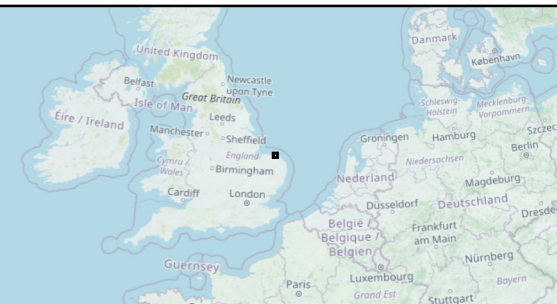 Danmark
København
United Kingdom
Belfast
Newcastle
upon Tyne
Great Britain
Isle of Man
Éire / Ireland
Leeds
Manchester
Sheffield
England
Cymru
Wales
Birmingham
Cardiff
London
Guernsey
Schleswig-
Holstein
Mecklenburg-
Vorpommern
Groningen
Hamburg
Szczec
Berlin
Niedersachsen
Nederland
Magdeburg
Düsseldorf
Deutschland
Dresde
België /
Belgique /
Belgien
Frankfurt
am Main
Nürnberg
Luxembourg
Paris
Grand Est
Bayern
Stuttgart